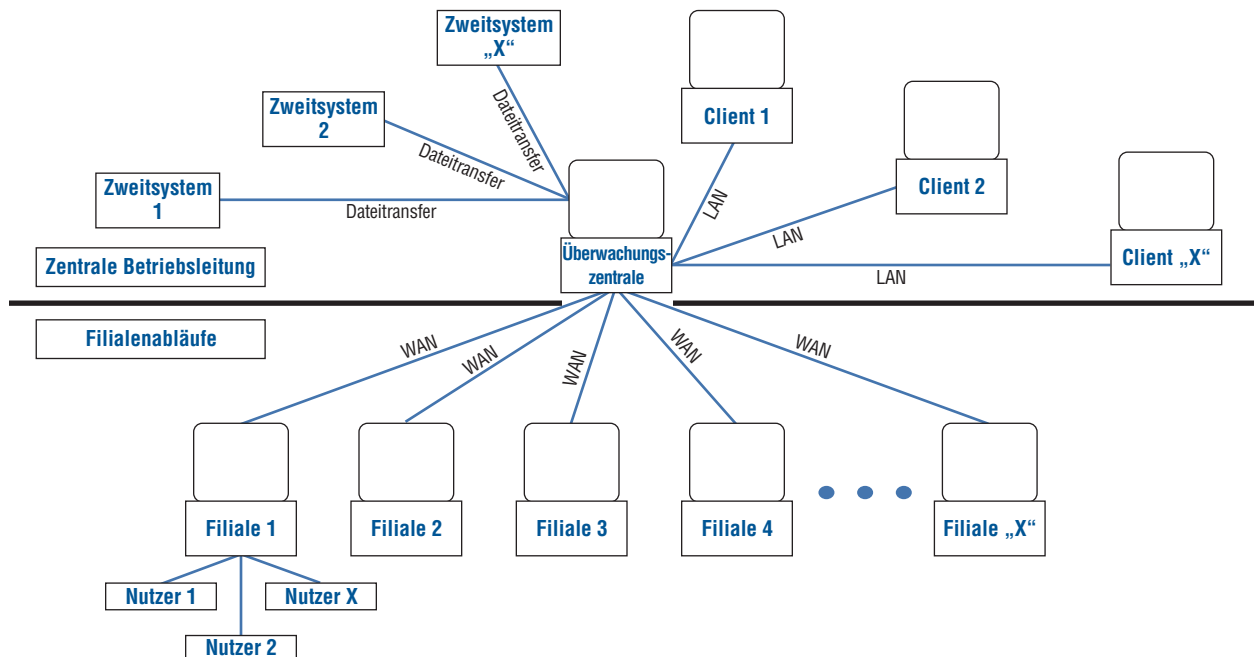 Zweitsystem
„X“
Zweitsystem
2
Zweitsystem
1
Dateitransfer
Dateitransfer
Dateitransfer
Client 1
Client 2
Client „X“
LAN
LAN
LAN
Überwachungs-
zentrale
Zentrale Betriebsleitung
Filialenabläufe
WAN
WAN
WAN
WAN
WAN
Filiale 1
Filiale 2
Filiale 3
Filiale 4
Filiale „X“
Nutzer 1
Nutzer X
Nutzer 2